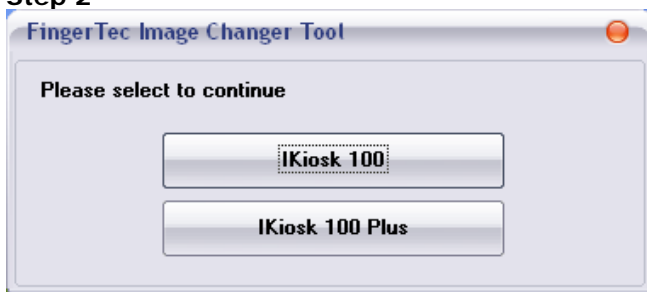 Step 2
FingerTec Image Changer Tool
Please select to continue
IKiosk 100
IKiosk 100 Plus